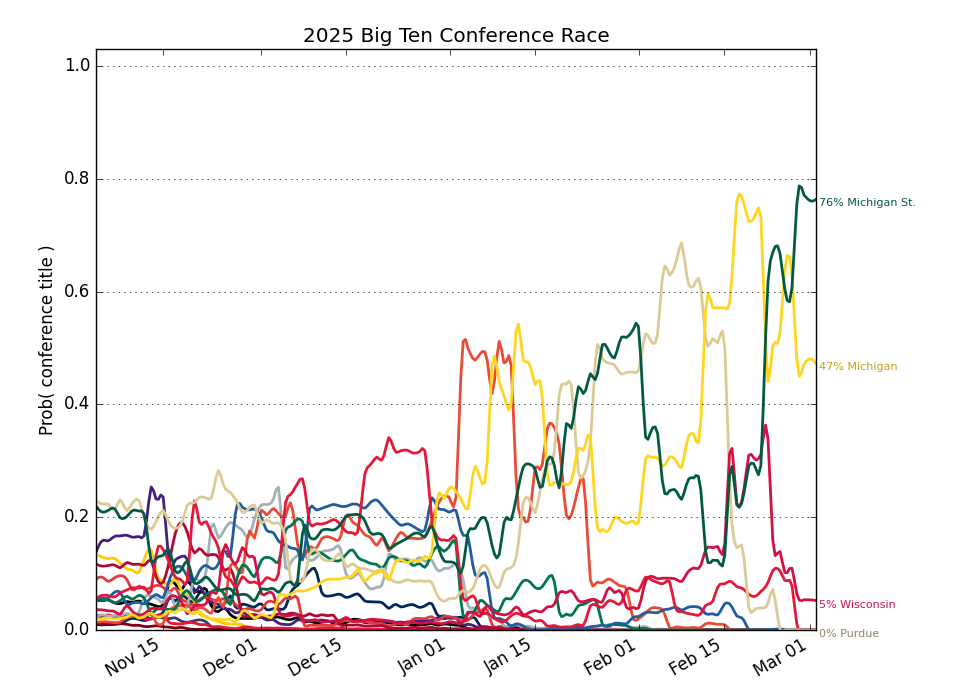 2025 Big Ten Conference Race
Prob( conference title )
1.0
0.8
0.6
0.4
0.2
0.0
76% Michigan St.
47% Michigan
5% Wisconsin
0% Purdue
Nov 15
Dec 01
Dec 15
Jan 01
Jan 15
Feb 01
Feb 15
Mar 01